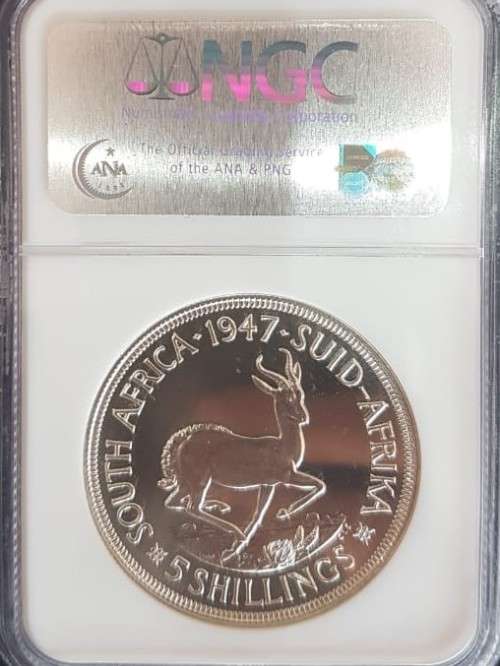 NGC
Numismatic Guaranty Corporation
The Official Grading Service
of the ANA & PNG
ANA
SOUTH AFRICA · 1947 · SUID-AFRIKA
5 SHILLINGS